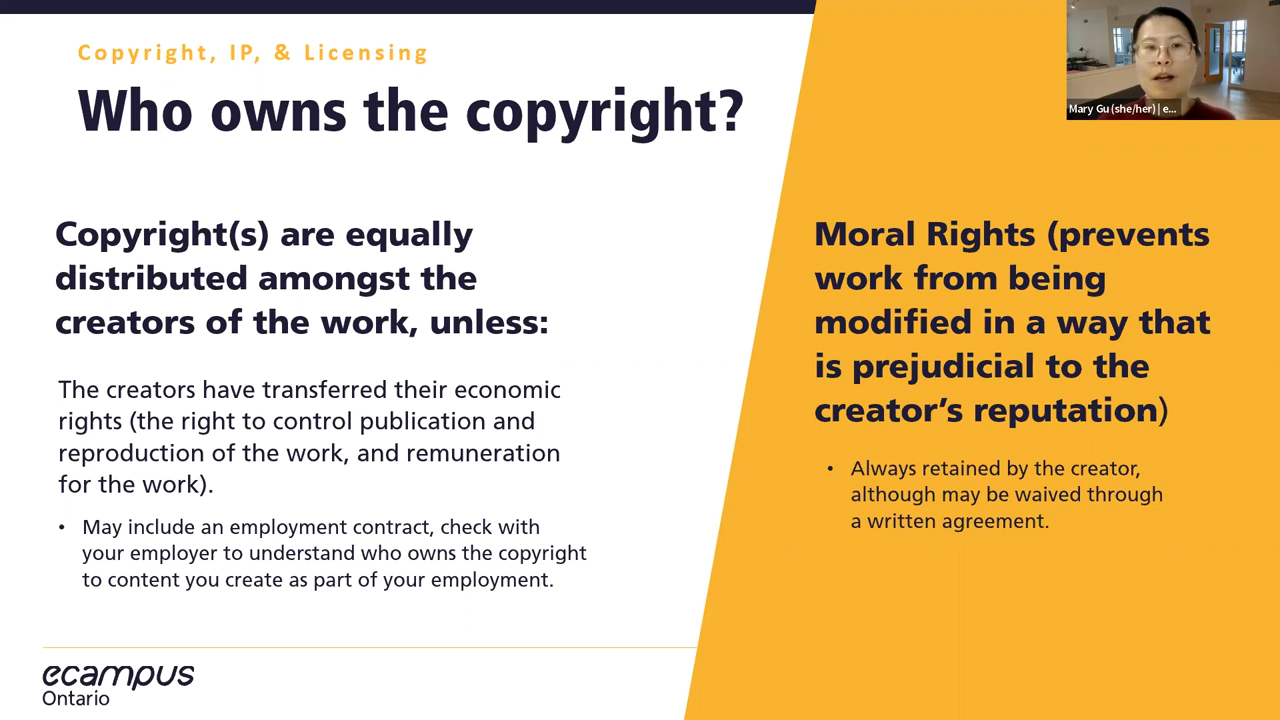 Copyright, IP, & Licensing
Who owns the copyright?
Copyright(s) are equally
distributed amongst the
creators of the work, unless:
The creators have transferred their economic
rights (the right to control publication and
reproduction of the work, and remuneration
for the work).
• May include an employment contract, check with
your employer to understand who owns the copyright
to content you create as part of your employment.
ecampus
Ontario
Mary Gu (she/her) | e...
Moral Rights (prevents
work from being
modified in a way that
is prejudicial to the
creator’s reputation)
• Always retained by the creator,
although may be waived through
a written agreement.